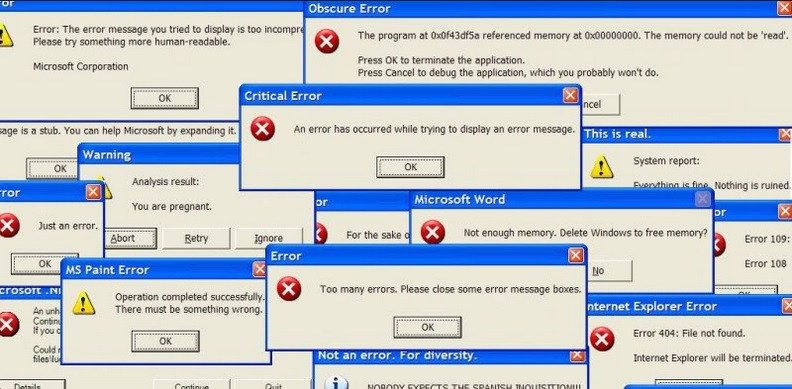 ror
Error: The error message you tried to display is too incompre
Please try something more human-readable.
Microsoft Corporation
OK
Obscure Error
The program at 0x0f43df5a referenced memory at 0x00000000. The memory could not be 'read'.
Press OK to terminate the application.
Press Cancel to debug the application, which you probably won't do.
ncel
Critical Error
An error has occurred while trying to display an error message.
OK
sage is a stub. You can help Microsoft by expanding it.
OK
This is real.
System report:
Everything is fine. Nothing is ruined.
Warning
Analysis result:
You are pregnant.
Abort
Retry
Ignore
rror
Just an error.
OK
or
For the sake o
Microsoft Word
Not enough memory. Delete Windows to free memory?
No
or
Error 109:
Error 108
MS Paint Error
Operation completed successfully.
There must be something wrong.
OK
Error
Too many errors. Please close some error message boxes.
OK
crosoft .N
An unh
Continu
If you c
Could n
files\luc
Details
Continue
Quit
Internet Explorer Error
Error 404: File not found.
Internet Explorer will be terminated.
Not an error. For diversity.
NOBODY EXPECTS THE SPANISH INQUISITION!!!